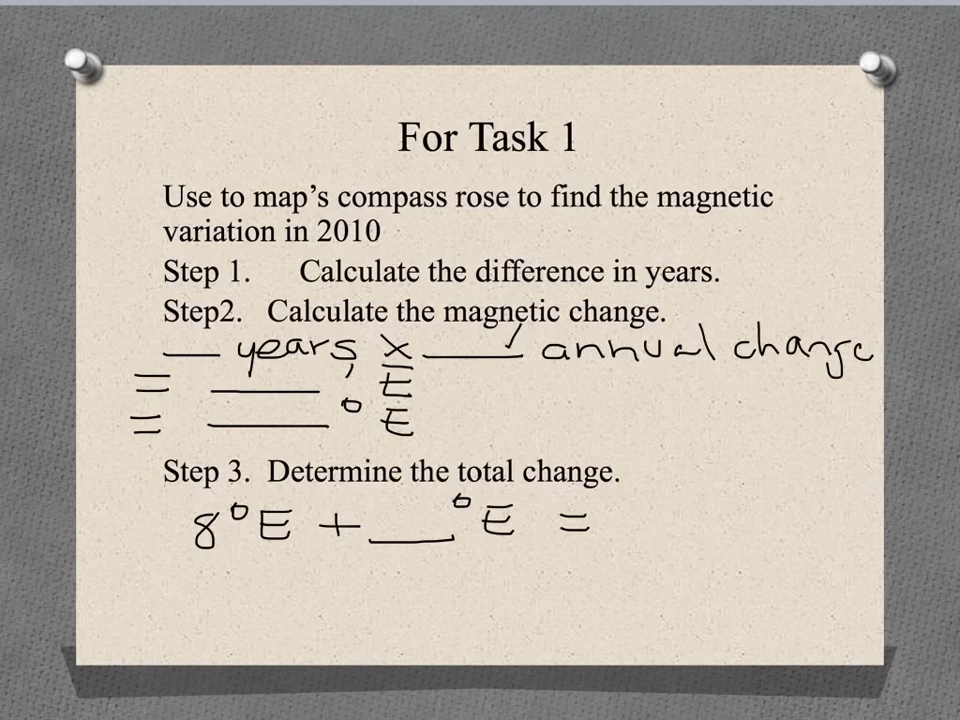 For Task 1
Use to map’s compass rose to find the magnetic
variation in 2010
Step 1. Calculate the difference in years.
Step2. Calculate the magnetic change.
___ years × ___' annual change
= ___' E
= ___° E
Step 3. Determine the total change.
8°E + ___°E =